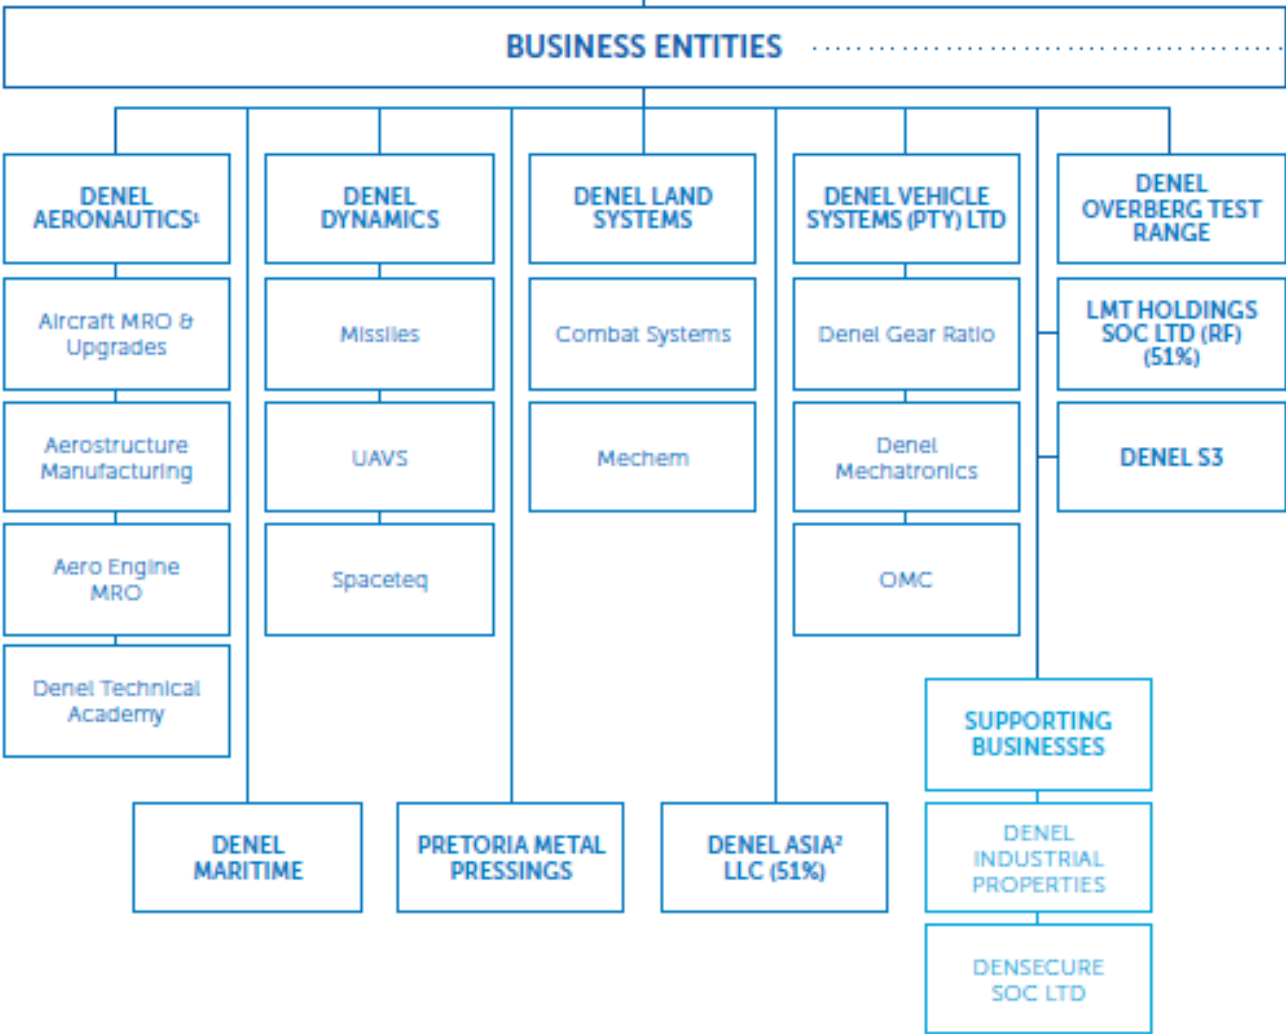 BUSINESS ENTITIES
DENEL
AERONAUTICS¹
Aircraft MRO &
Upgrades
Aerostructure
Manufacturing
Aero Engine
MRO
Denel Technical
Academy
DENEL
DYNAMICS
Missiles
UAVS
Spaceteq
DENEL LAND
SYSTEMS
Combat Systems
Mechem
DENEL VEHICLE
SYSTEMS (PTY) LTD
Denel Gear Ratio
Denel
Mechatronics
OMC
DENEL
OVERBERG TEST
RANGE
LMT HOLDINGS
SOC LTD (RF)
(51%)
DENEL S3
DENEL
MARITIME
PRETORIA METAL
PRESSINGS
DENEL ASIA²
LLC (51%)
SUPPORTING
BUSINESSES
DENEL
INDUSTRIAL
PROPERTIES
DENSECURE
SOC LTD